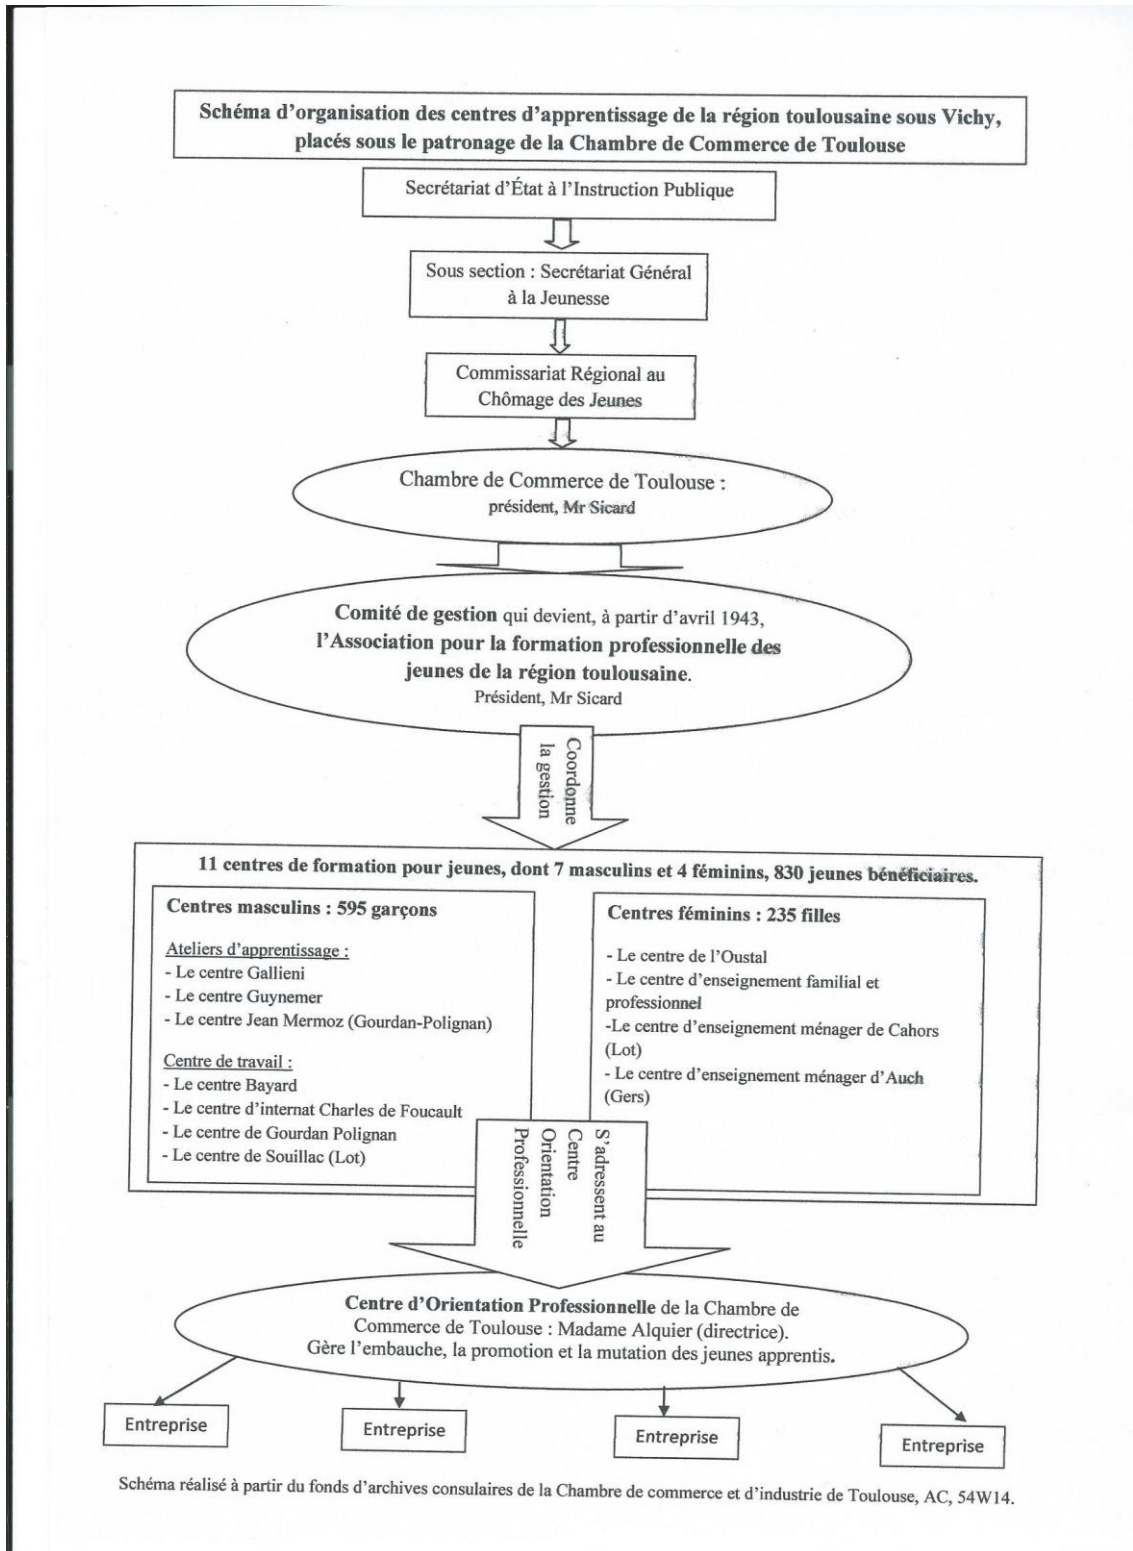 Schéma d'organisation des centres d'apprentissage de la région toulousaine sous Vichy,
placés sous le patronage de la Chambre de Commerce de Toulouse
Secrétariat d'État à l'Instruction Publique
Sous section : Secrétariat Général
à la Jeunesse
Commissariat Régional au
Chômage des Jeunes
Chambre de Commerce de Toulouse :
président, Mr Sicard
Comité de gestion qui devient, à partir d'avril 1943,
l'Association pour la formation professionnelle des
jeunes de la région toulousaine.
Président, Mr Sicard
Coordonne
la gestion
11 centres de formation pour jeunes, dont 7 masculins et 4 féminins, 830 jeunes bénéficiaires.
Centres masculins : 595 garçons
Ateliers d'apprentissage :
- Le centre Gallieni
- Le centre Guynemer
- Le centre Jean Mermoz (Gourdan-Polignan)
Centre de travail :
- Le centre Bayard
- Le centre d'internat Charles de Foucault
- Le centre de Gourdan Polignan
- Le centre de Souillac (Lot)
Centres féminins : 235 filles
- Le centre de l'Oustal
- Le centre d'enseignement familial et
professionnel
-Le centre d'enseignement ménager de Cahors
(Lot)
- Le centre d'enseignement ménager d'Auch
(Gers)
S'adressent au
Centre
Orientation
Professionnelle
Centre d'Orientation Professionnelle de la Chambre de
Commerce de Toulouse : Madame Alquier (directrice).
Gère l'embauche, la promotion et la mutation des jeunes apprentis.
Entreprise
Entreprise
Entreprise
Entreprise
Schéma réalisé à partir du fonds d'archives consulaires de la Chambre de commerce et d'industrie de Toulouse, AC, 54W14.